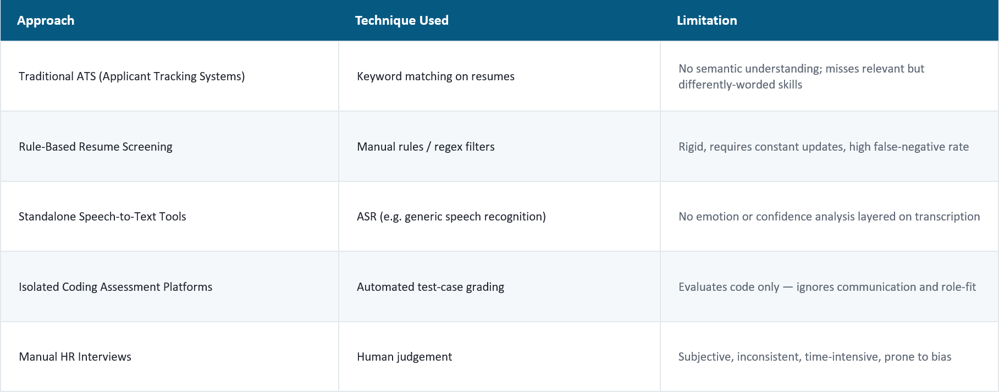 Approach
Technique Used
Limitation
Traditional ATS (Applicant Tracking Systems)
Keyword matching on resumes
No semantic understanding; misses relevant but
differently-worded skills
Rule-Based Resume Screening
Manual rules / regex filters
Rigid, requires constant updates, high false-negative rate
Standalone Speech-to-Text Tools
ASR (e.g. generic speech recognition)
No emotion or confidence analysis layered on transcription
Isolated Coding Assessment Platforms
Automated test-case grading
Evaluates code only — ignores communication and role-fit
Manual HR Interviews
Human judgement
Subjective, inconsistent, time-intensive, prone to bias